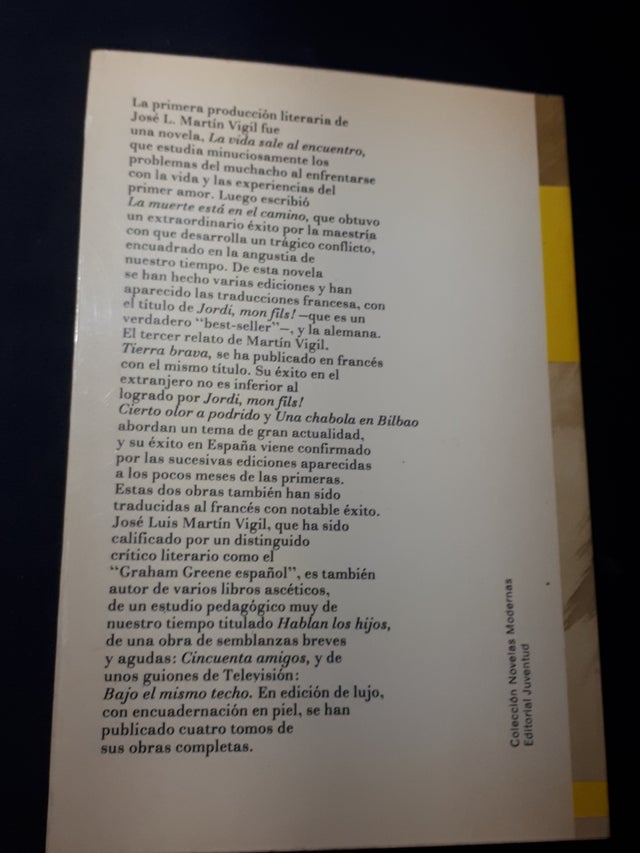 La primera producción literaria de
José L. Martín Vigil fue
una novela, La vida sale al encuentro,
que estudia minuciosamente los
problemas del muchacho al enfrentarse
con la vida y las experiencias del
primer amor. Luego escribió
La muerte está en el camino, que obtuvo
un extraordinario éxito por la maestría
con que desarrolla un trágico conflicto,
encuadrado en la angustia de
nuestro tiempo. De esta novela
se han hecho varias ediciones y han
aparecido las traducciones francesa, con
el título de Jordi, mon fils! —que es un
verdadero "best-seller"—, y la alemana.
El tercer relato de Martín Vigil.
Tierra brava, se ha publicado en francés
con el mismo título. Su éxito en el
extranjero no es inferior al
logrado por Jordi, mon fils!
Cierto olor a podrido y Una chabola en Bilbao
abordan un tema de gran actualidad,
y su éxito en España viene confirmado
por las sucesivas ediciones aparecidas
a los pocos meses de las primeras.
Estas dos obras también han sido
traducidas al francés con notable éxito.
José Luis Martín Vigil, que ha sido
calificado por un distinguido
crítico literario como el
"Graham Greene español", es también
autor de varios libros ascéticos,
de un estudio pedagógico muy de
nuestro tiempo titulado Hablan los hijos,
de una obra de semblanzas breves
y agudas: Cincuenta amigos, y de
unos guiones de Televisión:
Bajo el mismo techo. En edición de lujo,
con encuadernación en piel, se han
publicado cuatro tomos de
sus obras completas.
Colección Novelas Modernas
Editorial Juventud